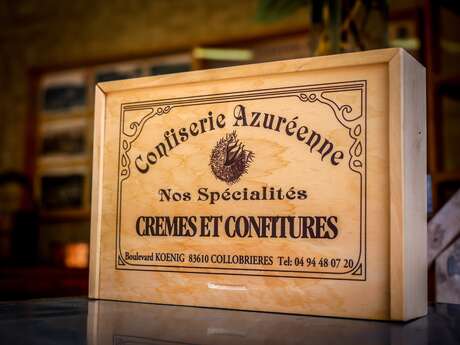 Confiserie Azuréenne
Nos Spécialités
CREMES ET CONFITURES
Boulevard KOENIG 83610 COLLOBRIERES Tel: 04 94 48 07 20